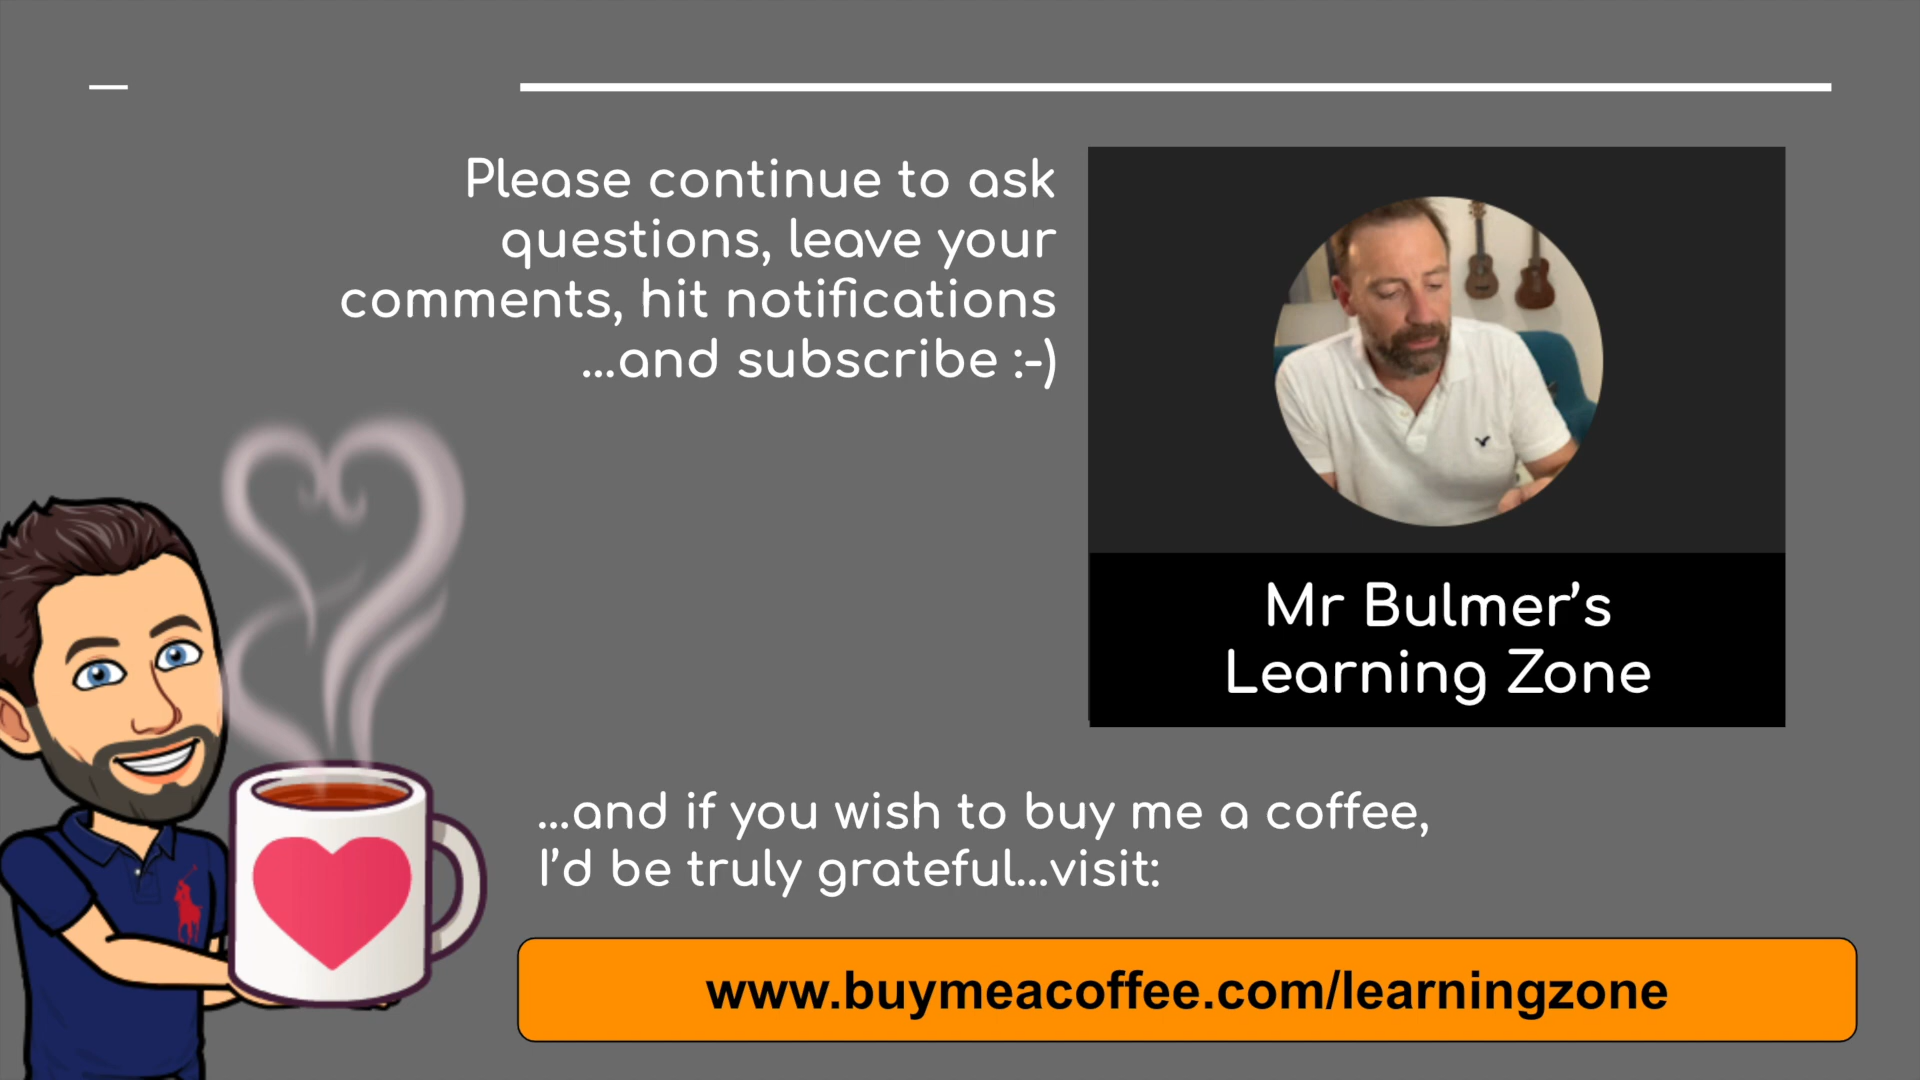 Please continue to ask
questions, leave your
comments, hit notifications
...and subscribe :-)
Mr Bulmer’s
Learning Zone
...and if you wish to buy me a coffee,
I’d be truly grateful...visit:
www.buymeacoffee.com/learningzone